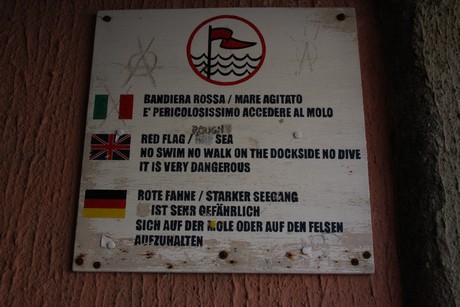 BANDIERA ROSSA / MARE AGITATO
E' PERICOLOSISSIMO ACCEDERE AL MOLO
RED FLAG / ROUGH SEA
NO SWIM NO WALK ON THE DOCKSIDE NO DIVE
IT IS VERY DANGEROUS
ROTE FAHNE / STARKER SEEGANG
IST SEHR GEFÄHRLICH
SICH AUF DER MOLE ODER AUF DEN FELSEN
AUFZUHALTEN